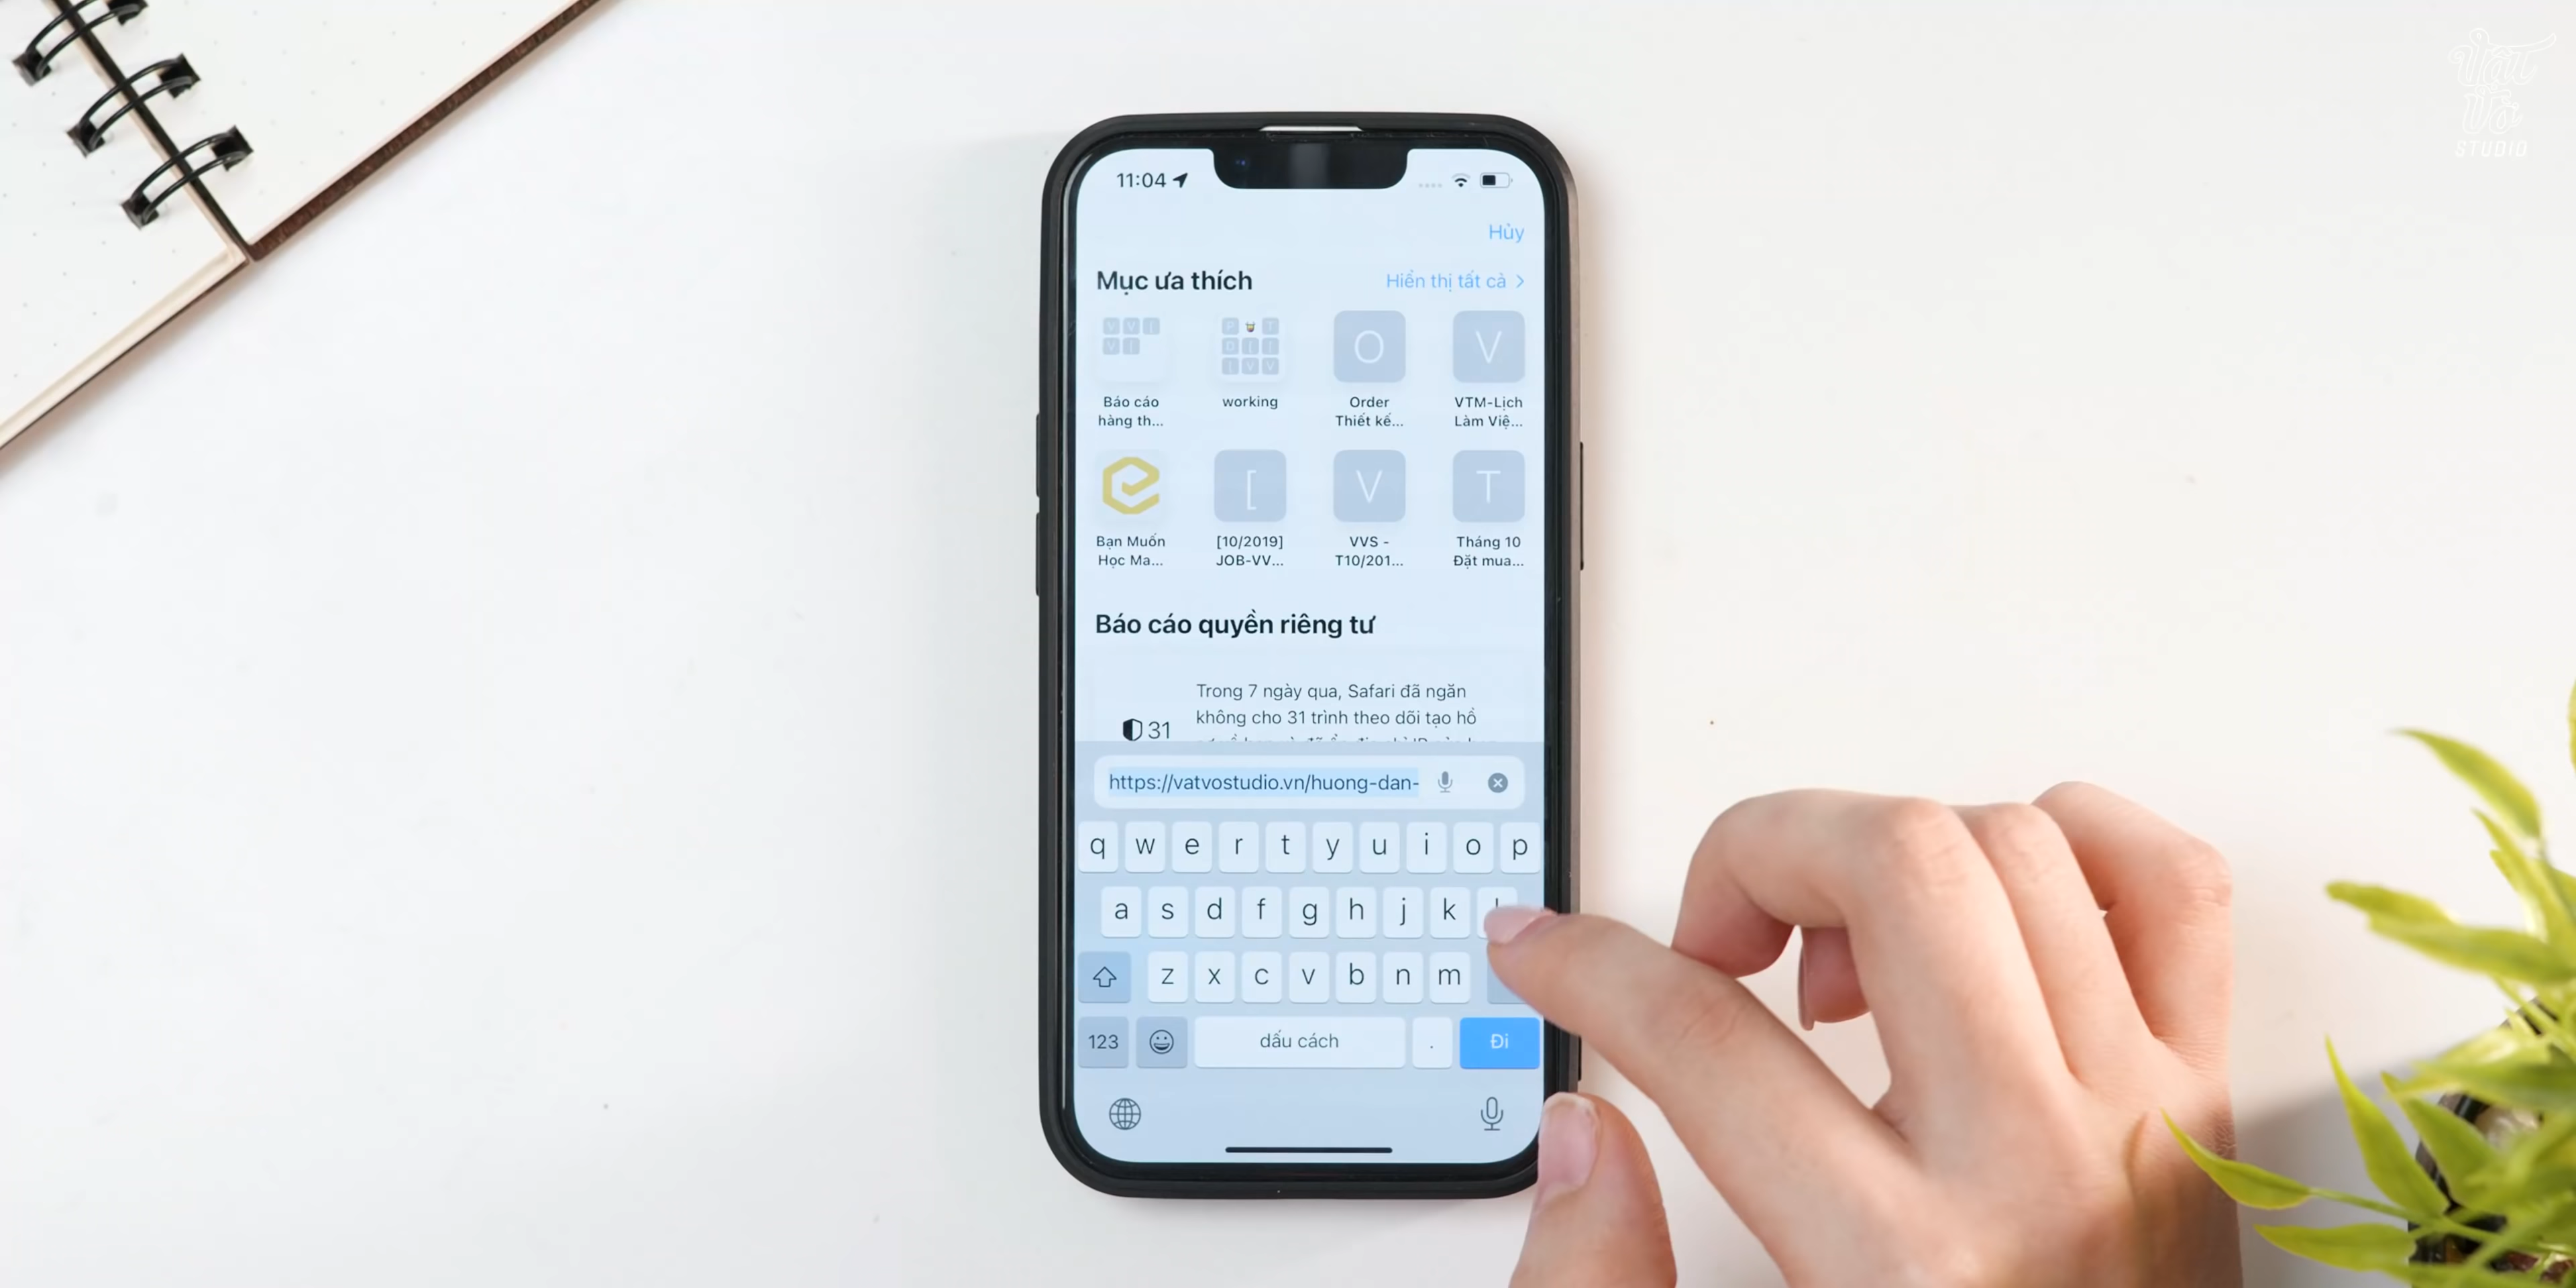 Vật
Vờ
STUDIO
11:04
Hủy
Mục ưa thích
Hiển thị tất cả
Báo cáo
hàng th...
working
Order
Thiết kế...
VTM-Lịch
Làm Việ...
O
V
Bạn Muốn
Học Ma...
[10/2019]
JOB-VV...
VVS -
T10/201...
Tháng 10
Đặt mua...
[
V
T
Báo cáo quyền riêng tư
Trong 7 ngày qua, Safari đã ngăn
không cho 31 trình theo dõi tạo hồ
31
https://vatvostudio.vn/huong-dan-
q w e r t y u i o p
a s d f g h j k
z x c v b n m
123 dấu cách . Đi